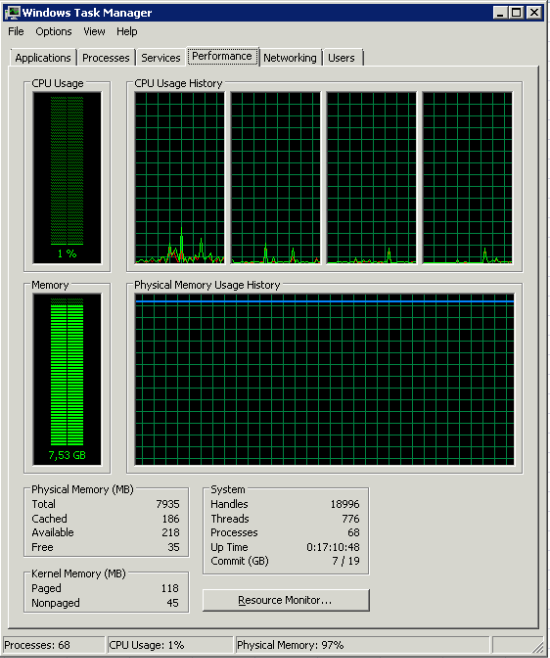 Windows Task Manager
File Options View Help
Applications Processes Services Performance Networking Users
CPU Usage
CPU Usage History
1 %
Memory
Physical Memory Usage History
7,53 GB
Physical Memory (MB)
Total 7935
Cached 186
Available 218
Free 35
Kernel Memory (MB)
Paged 118
Nonpaged 45
System
Handles 18996
Threads 776
Processes 68
Up Time 0:17:10:48
Commit (GB) 7 / 19
Resource Monitor...
Processes: 68 CPU Usage: 1% Physical Memory: 97%